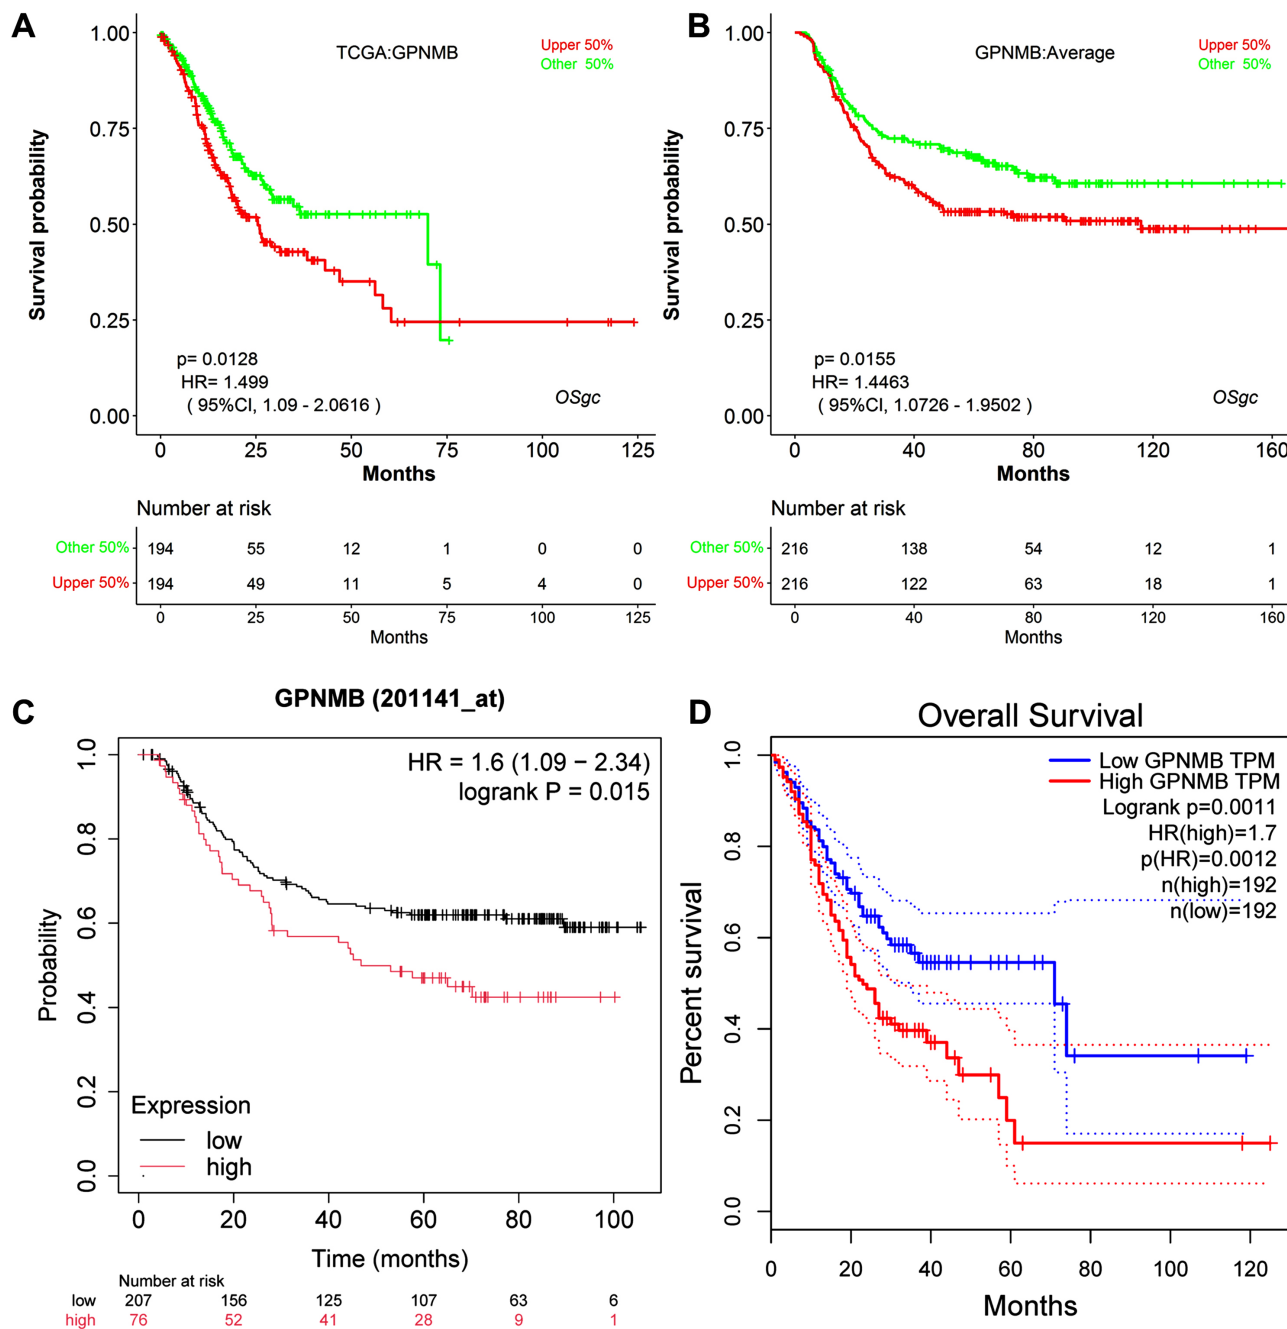 A
TCGA:GPNMB
Upper 50%
Other 50%
Survival probability
1.00
0.75
0.50
0.25
0.00
p= 0.0128
HR= 1.499
( 95%CI, 1.09 - 2.0616 )
OSgc
0 25 50 75 100 125
Months
Number at risk
Other 50% 194 55 12 1 0 0
Upper 50% 194 49 11 5 4 0
0 25 50 75 100 125
Months
B
GPNMB:Average
Upper 50%
Other 50%
Survival probability
1.00
0.75
0.50
0.25
0.00
p= 0.0155
HR= 1.4463
( 95%CI, 1.0726 - 1.9502 )
OSgc
0 40 80 120 160
Months
Number at risk
Other 50% 216 138 54 12 1
Upper 50% 216 122 63 18 1
0 40 80 120 160
Months
C
GPNMB (201141_at)
HR = 1.6 (1.09 − 2.34)
logrank P = 0.015
Probability
1.0
0.8
0.6
0.4
0.2
0.0
Expression
low
high
0 20 40 60 80 100
Time (months)
Number at risk
low 207 156 125 107 63 6
high 76 52 41 28 9 1
D
Overall Survival
Low GPNMB TPM
High GPNMB TPM
Logrank p=0.0011
HR(high)=1.7
p(HR)=0.0012
n(high)=192
n(low)=192
Percent survival
1.0
0.8
0.6
0.4
0.2
0.0
0 20 40 60 80 100 120
Months